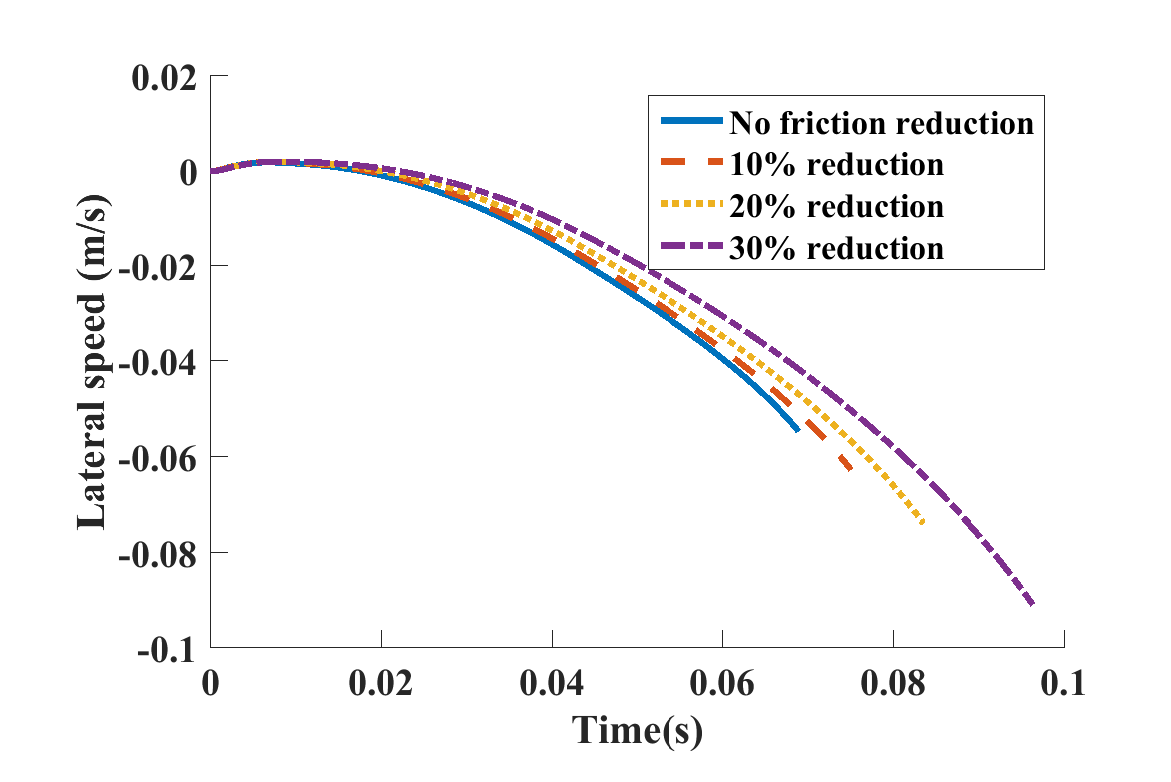 0.02
0
-0.02
-0.04
-0.06
-0.08
-0.1
Lateral speed (m/s)
No friction reduction
10% reduction
20% reduction
30% reduction
0
0.02
0.04
0.06
0.08
0.1
Time(s)